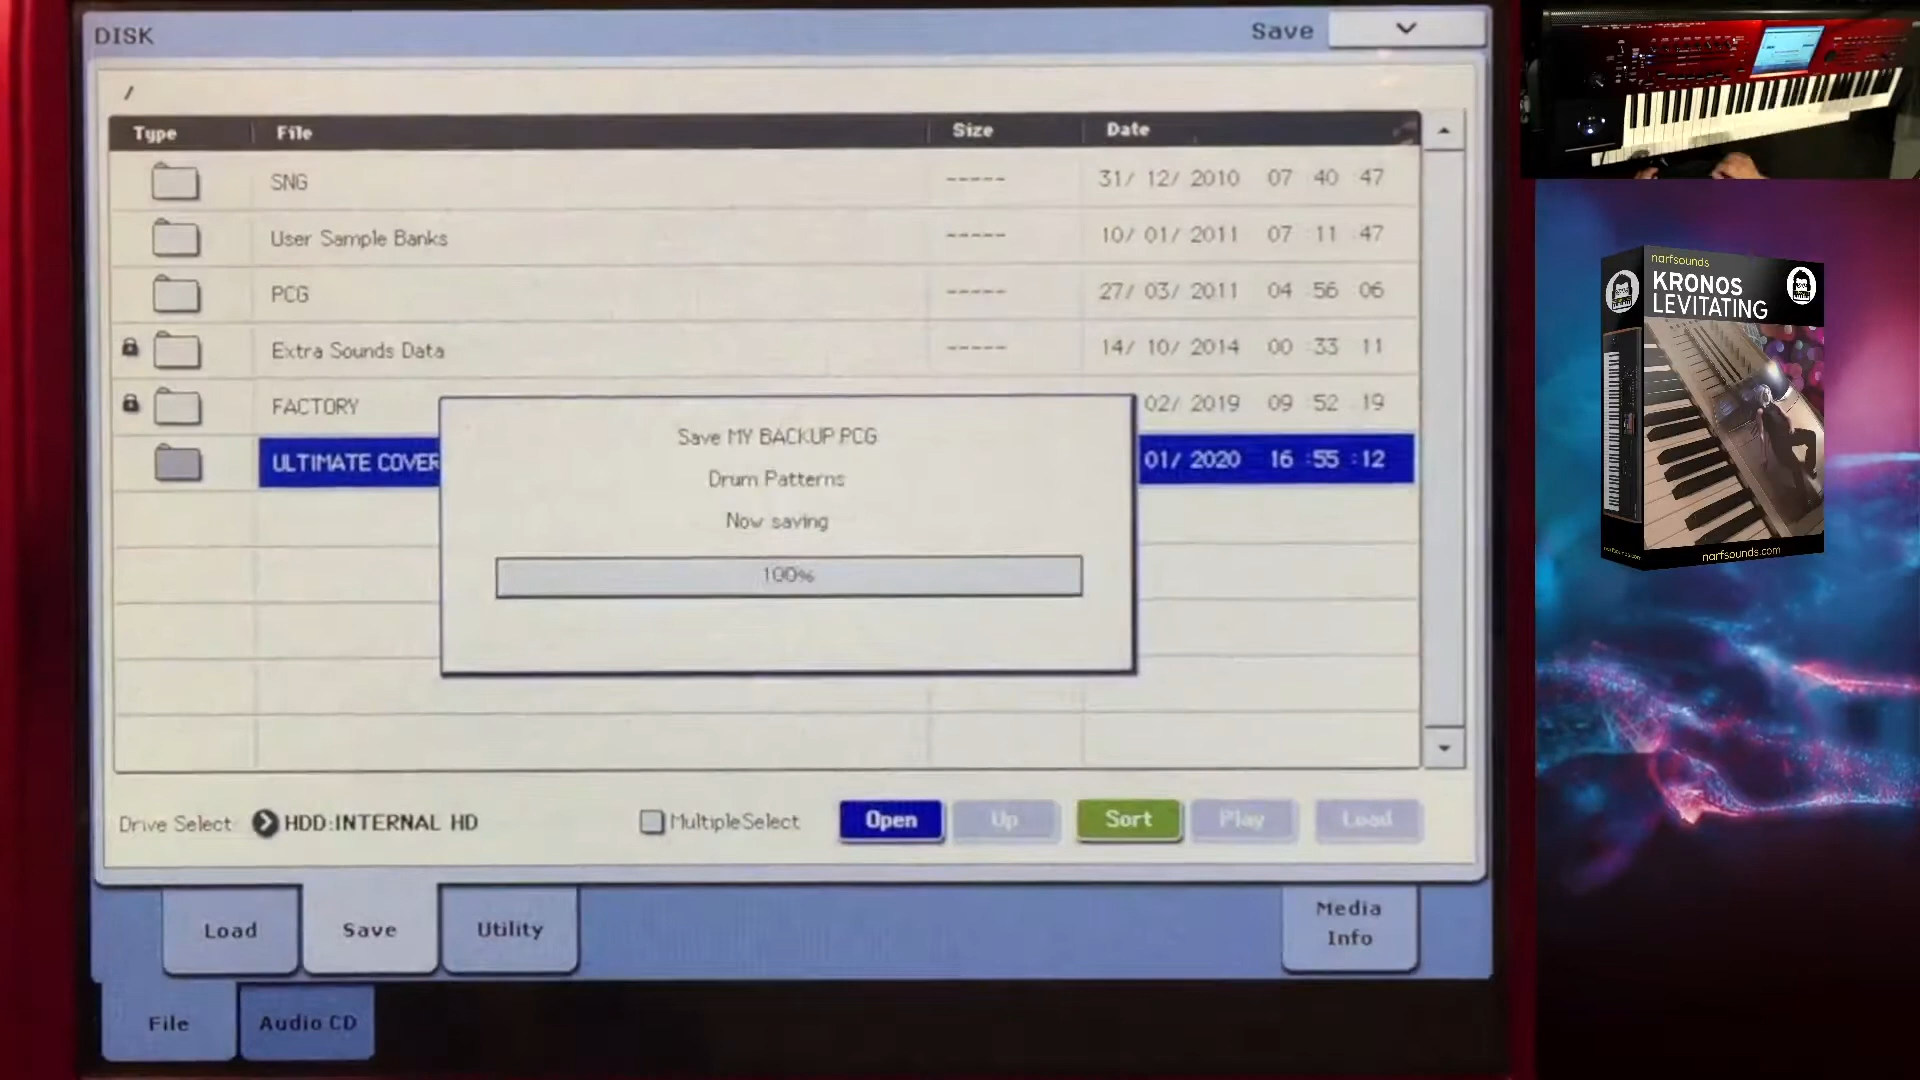 DISK
Save
/
Type File Size Date
SNG ----- 31/ 12/ 2010 07 40 :47
User Sample Banks ----- 10/ 01/ 2011 07 :11 :47
PCG ----- 27/ 03/ 2011 04 :56 06
Extra Sounds Data ----- 14/ 10/ 2014 00 :33 11
FACTORY 02/ 2019 09 :52 :19
ULTIMATE COVER 01/ 2020 16 :55 :12
Save MY BACKUP.PCG
Drum Patterns
Now saving
100%
Drive Select HDD:INTERNAL HD
MultipleSelect
Open
Up
Sort
Play
Load
Load
Save
Utility
Media
Info
File
Audio CD
narfsounds
KRONOS
LEVITATING
narfsounds.com